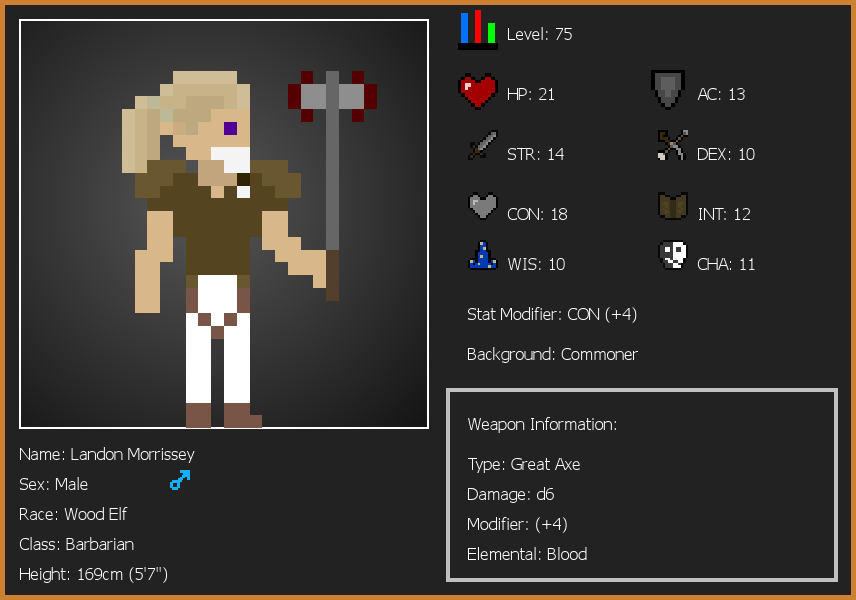 Level: 75
HP: 21
AC: 13
STR: 14
DEX: 10
CON: 18
INT: 12
WIS: 10
CHA: 11
Stat Modifier: CON (+4)
Background: Commoner
Weapon Information:
Type: Great Axe
Damage: d6
Modifier: (+4)
Elemental: Blood
Name: Landon Morrissey
Sex: Male
Race: Wood Elf
Class: Barbarian
Height: 169cm (5'7")